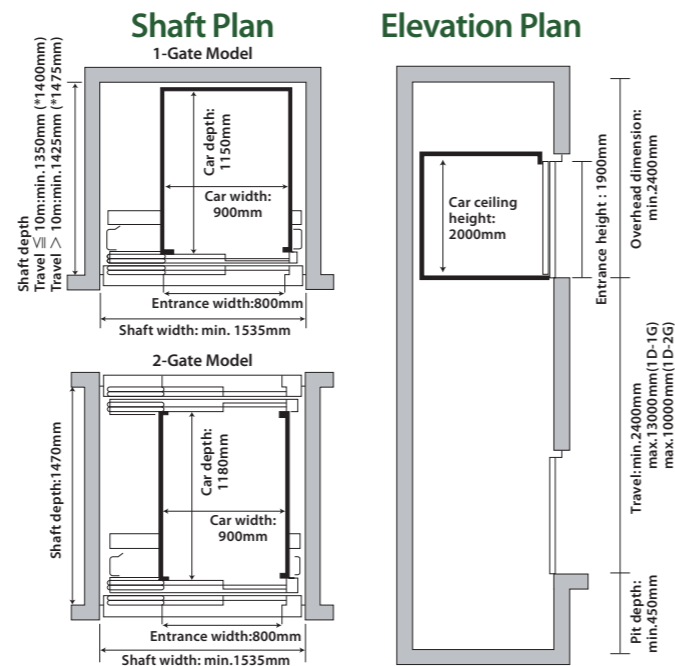 Shaft Plan
1-Gate Model
Shaft depth
Travel ≦ 10m:min.1350mm (*1400mm)
Travel > 10m:min.1425mm (*1475mm)
Car depth:
1150mm
Car width:
900mm
Entrance width:800mm
Shaft width: min. 1535mm
2-Gate Model
Shaft depth:1470mm
Car depth:
1180mm
Car width:
900mm
Entrance width:800mm
Shaft width: min.1535mm
Elevation Plan
Car ceiling
height:
2000mm
Entrance height : 1900mm
Overhead dimension:
min.2400mm
Travel:min.2400mm
max.13000mm(1D-1G)
max.10000mm(1D-2G)
Pit depth:
min.450mm